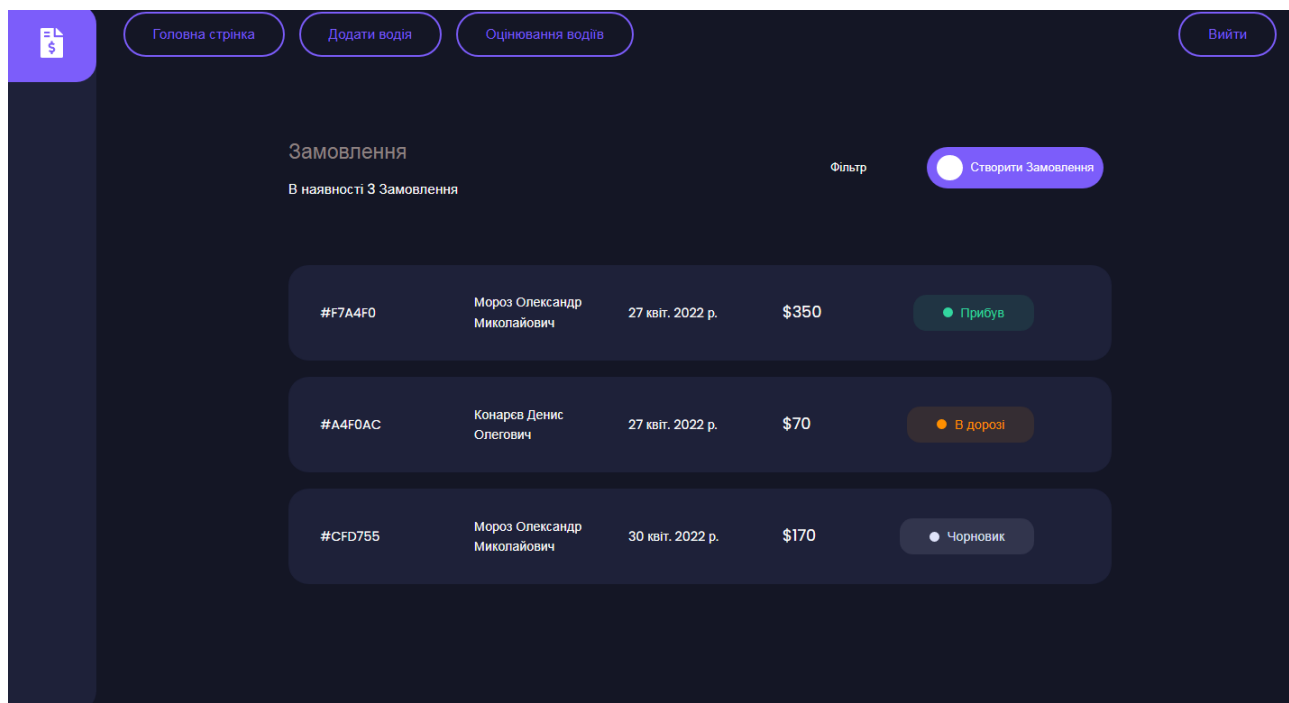 Головна стрінка
Додати водія
Оцінювання водіїв
Вийти
Замовлення
В наявності 3 Замовлення
Фільтр
Створити Замовлення
#F7A4F0
Мороз Олександр
Миколайович
27 квіт. 2022 р.
$350
Прибув
#A4F0AC
Конарєв Денис
Олегович
27 квіт. 2022 р.
$70
В дорозі
#CFD755
Мороз Олександр
Миколайович
30 квіт. 2022 р.
$170
Чорновик